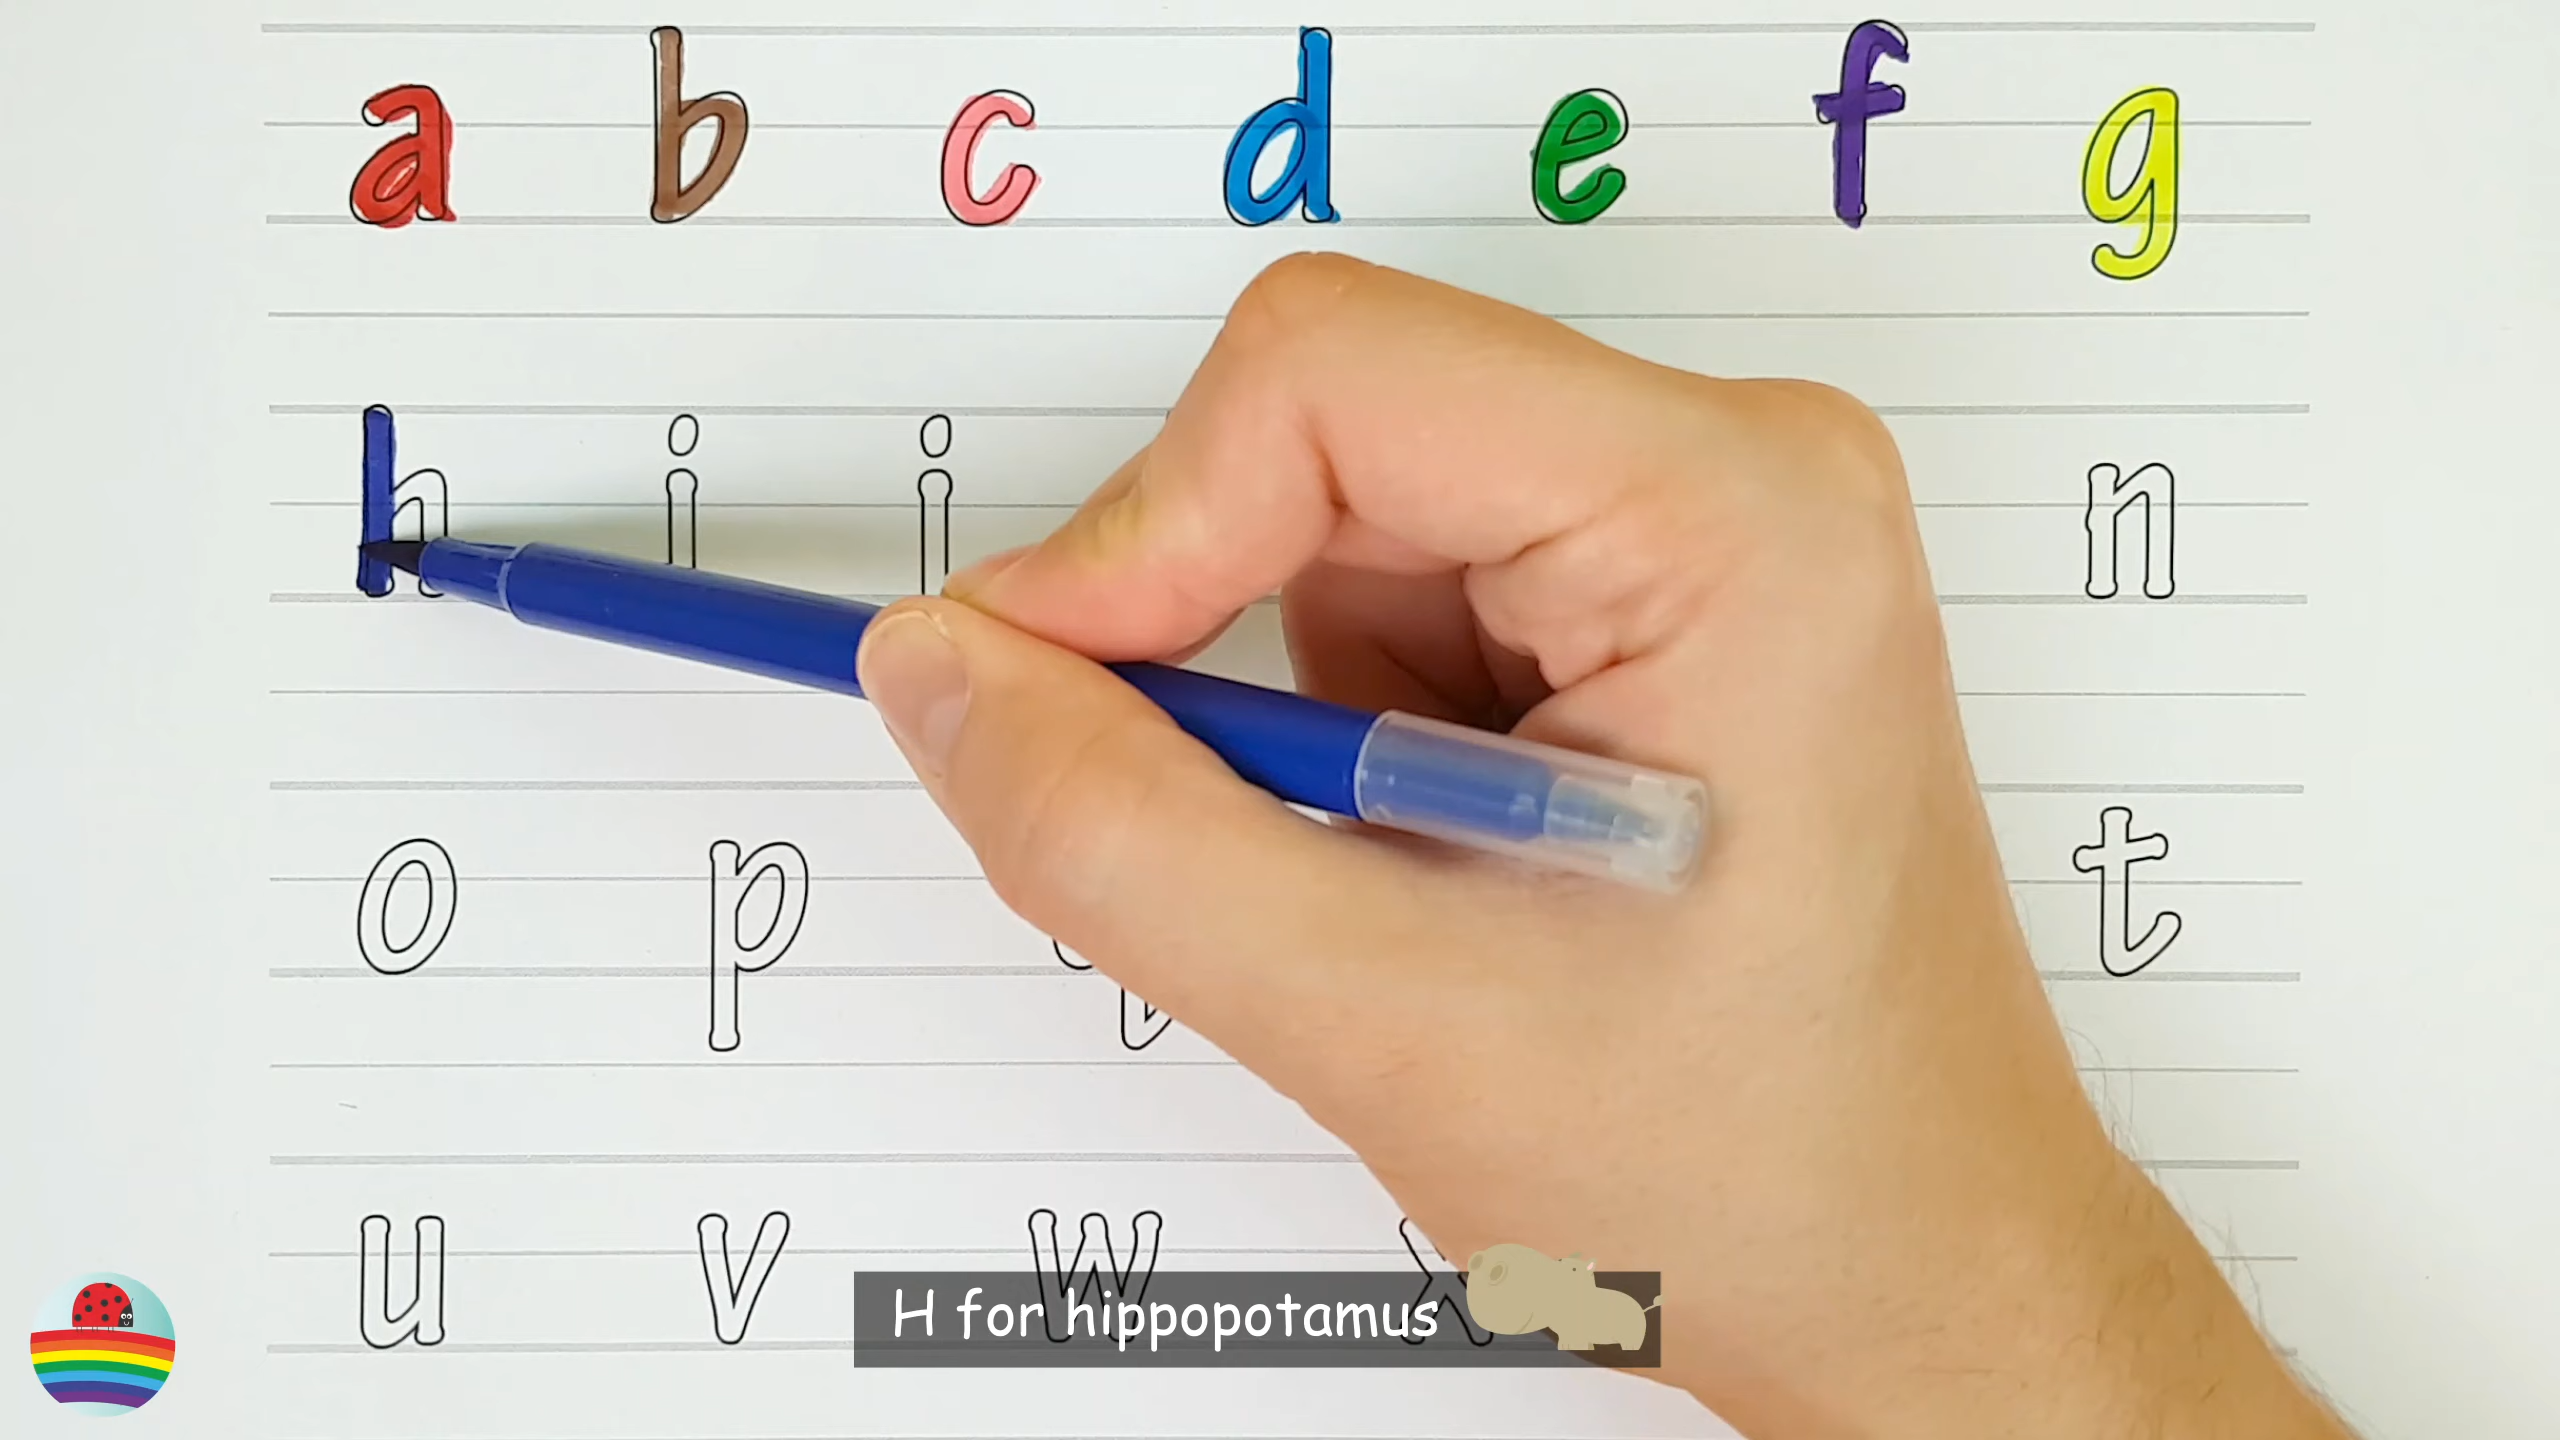 a b c d e f g
h i j n
o p q t
u v w x
H for hippopotamus